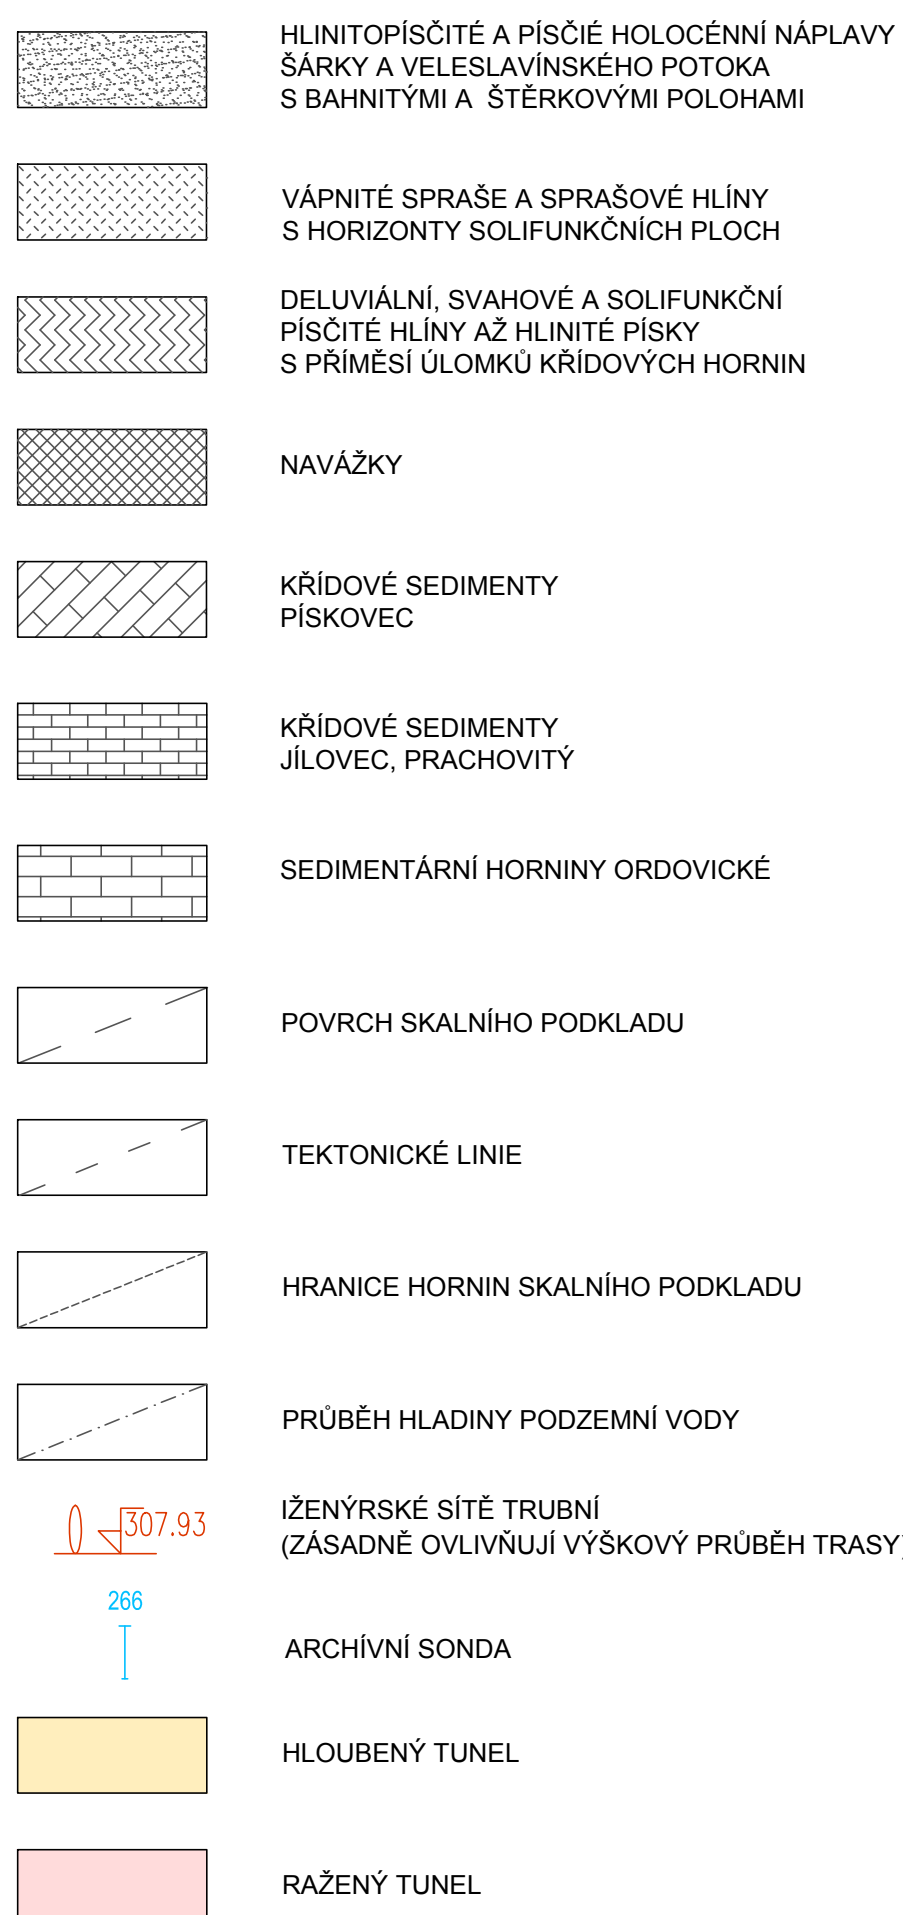 HLINITOPÍSČITÉ A PÍSČIÉ HOLOCÉNNÍ NÁPLAVY
ŠÁRKY A VELESLAVÍNSKÉHO POTOKA
S BAHNITÝMI A ŠTĚRKOVÝMI POLOHAMI
VÁPNITÉ SPRAŠE A SPRAŠOVÉ HLÍNY
S HORIZONTY SOLIFUNKČNÍCH PLOCH
DELUVIÁLNÍ, SVAHOVÉ A SOLIFUNKČNÍ
PÍSČITÉ HLÍNY AŽ HLINITÉ PÍSKY
S PŘÍMĚSÍ ÚLOMKŮ KŘÍDOVÝCH HORNIN
NAVÁŽKY
KŘÍDOVÉ SEDIMENTY
PÍSKOVEC
KŘÍDOVÉ SEDIMENTY
JÍLOVEC, PRACHOVITÝ
SEDIMENTÁRNÍ HORNINY ORDOVICKÉ
POVRCH SKALNÍHO PODKLADU
TEKTONICKÉ LINIE
HRANICE HORNIN SKALNÍHO PODKLADU
PRŮBĚH HLADINY PODZEMNÍ VODY
307.93
IŽENÝRSKÉ SÍTĚ TRUBNÍ
(ZÁSADNĚ OVLIVŇUJÍ VÝŠKOVÝ PRŮBĚH TRASY)
266
ARCHÍVNÍ SONDA
HLOUBENÝ TUNEL
RAŽENÝ TUNEL